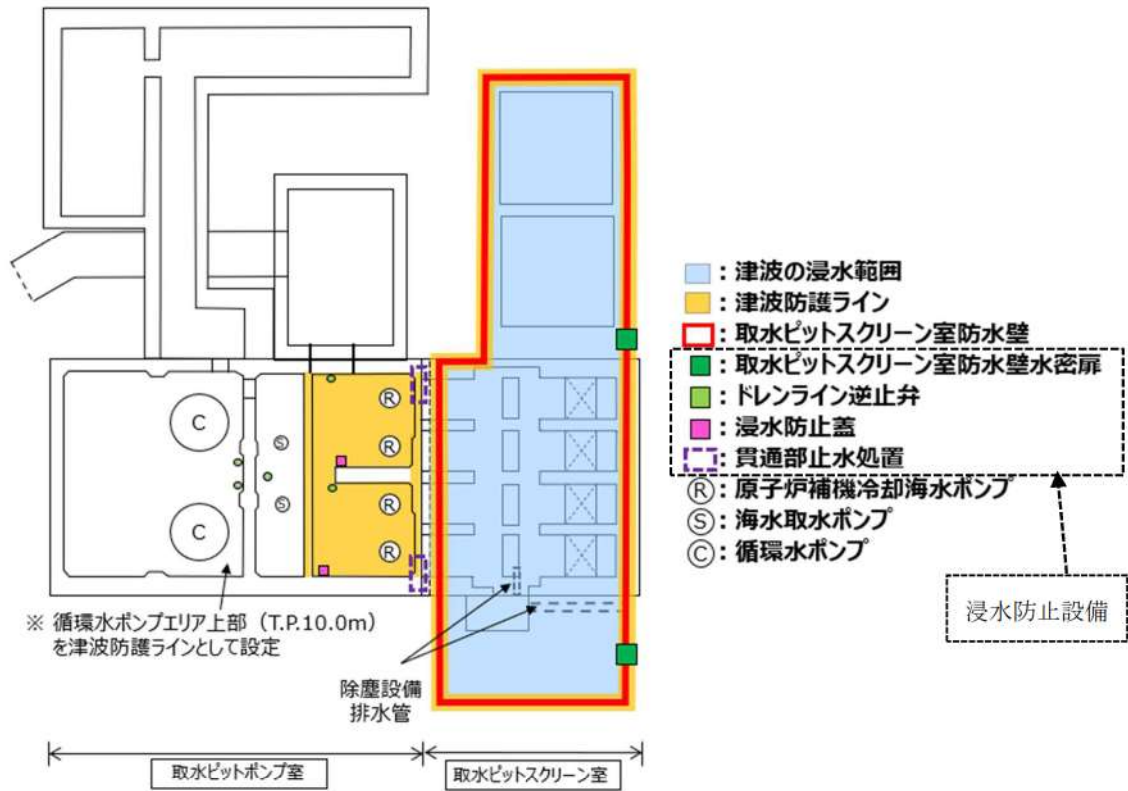 C
C
S
S
R
R
R
R
※ 循環水ポンプエリア上部（T.P.10.0m）
を津波防護ラインとして設定
除塵設備
排水管
取水ピットポンプ室
取水ピットスクリーン室
：津波の浸水範囲
：津波防護ライン
：取水ピットスクリーン室防水壁
：取水ピットスクリーン室防水壁水密扉
：ドレンライン逆止弁
：浸水防止蓋
：貫通部止水処置
R：原子炉補機冷却海水ポンプ
S：海水取水ポンプ
C：循環水ポンプ
浸水防止設備